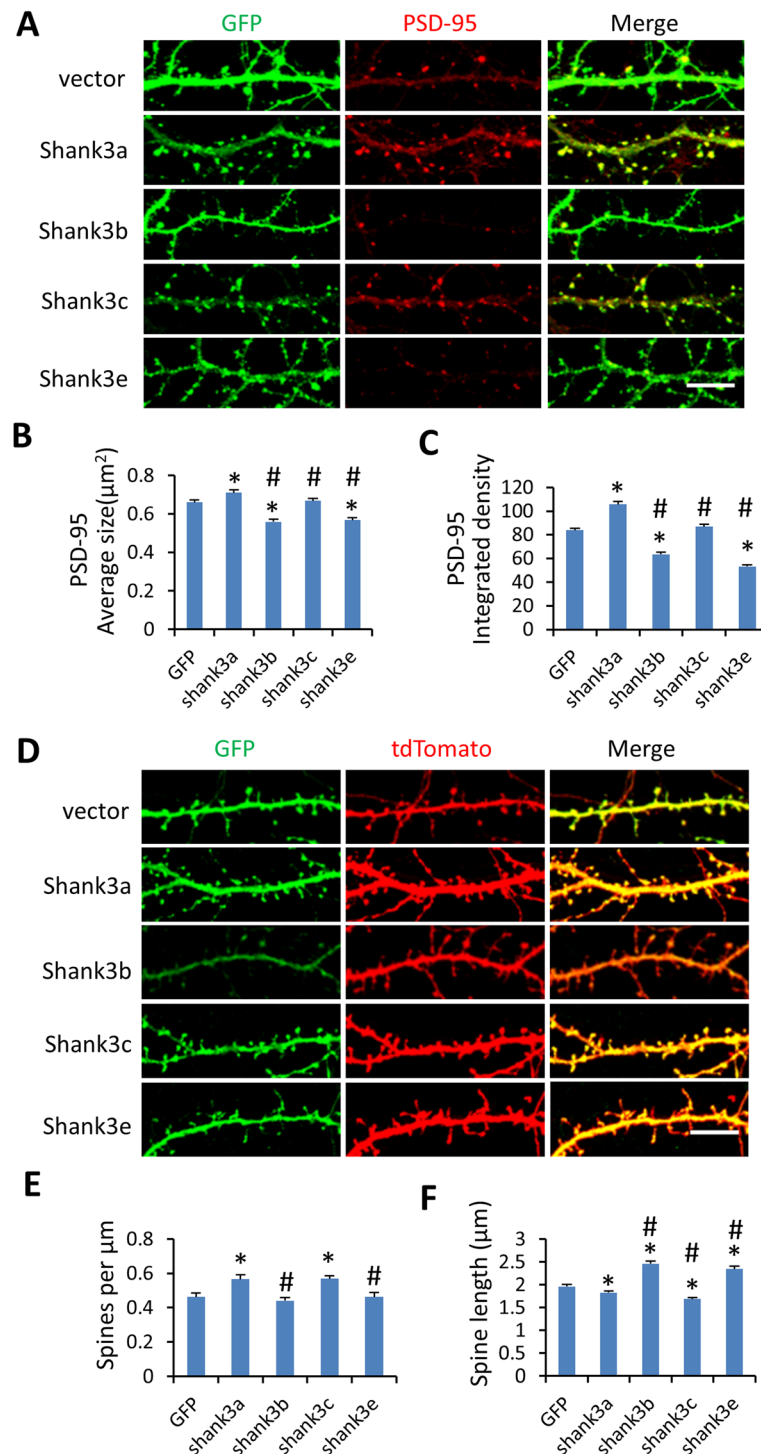 A
GFP PSD-95 Merge
vector
Shank3a
Shank3b
Shank3c
Shank3e
B
PSD-95
Average size(μm²)
0.8
0.6
0.4
0.2
0
* # * # # *
GFP shank3a shank3b shank3c shank3e
C
PSD-95
Integrated density
120
100
80
60
40
20
0
* # * # # *
GFP shank3a shank3b shank3c shank3e
D
GFP tdTomato Merge
vector
Shank3a
Shank3b
Shank3c
Shank3e
E
Spines per μm
0.8
0.6
0.4
0.2
0
* # * #
GFP shank3a shank3b shank3c shank3e
F
Spine length (μm)
3
2.5
2
1.5
1
0.5
0
* # * # * # *
GFP shank3a shank3b shank3c shank3e